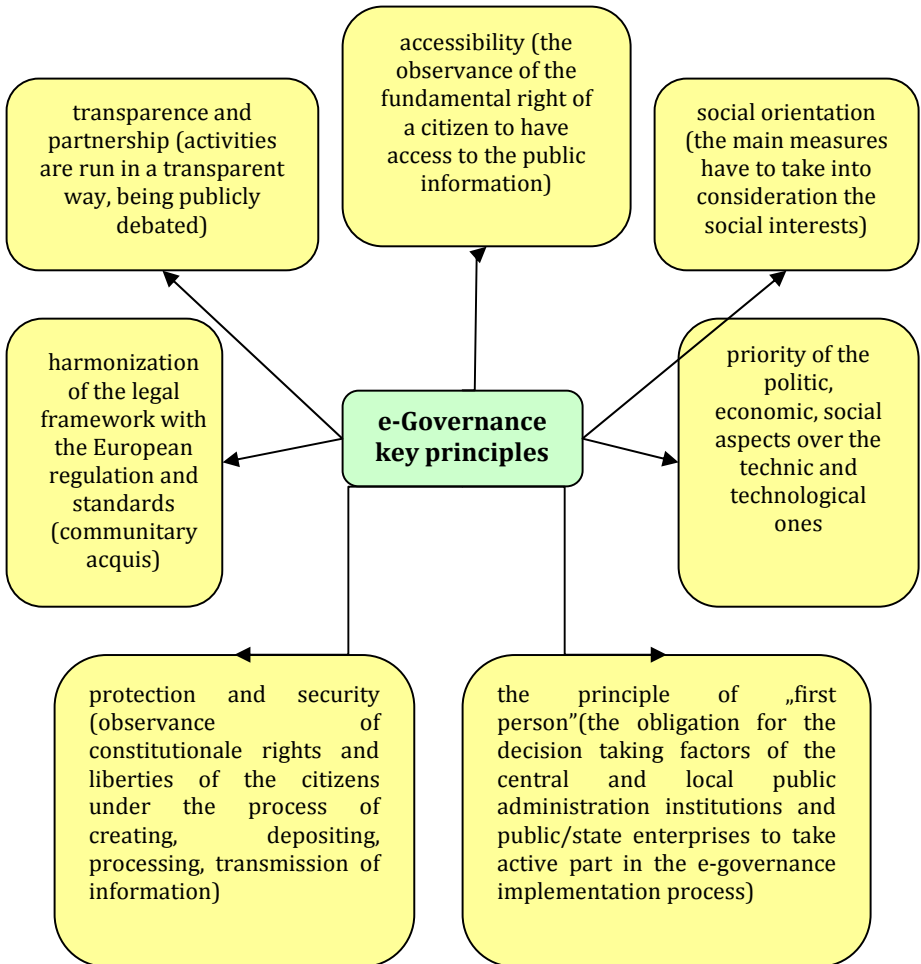 accessibility (the
observance of the
fundamental right of
a citizen to have
access to the public
information)
transparence and
partnership (activities
are run in a transparent
way, being publicly
debated)
social orientation
(the main measures
have to take into
consideration the
social interests)
harmonization
of the legal
framework with
the European
regulation and
standards
(communitary
acquis)
e-Governance
key principles
priority of the
politic,
economic, social
aspects over the
technic and
technological
ones
protection and security
(observance of
constitutionale rights and
liberties of the citizens
under the process of
creating, depositing,
processing, transmission of
information)
the principle of „first
person”(the obligation for the
decision taking factors of the
central and local public
administration institutions and
public/state enterprises to take
active part in the e-governance
implementation process)